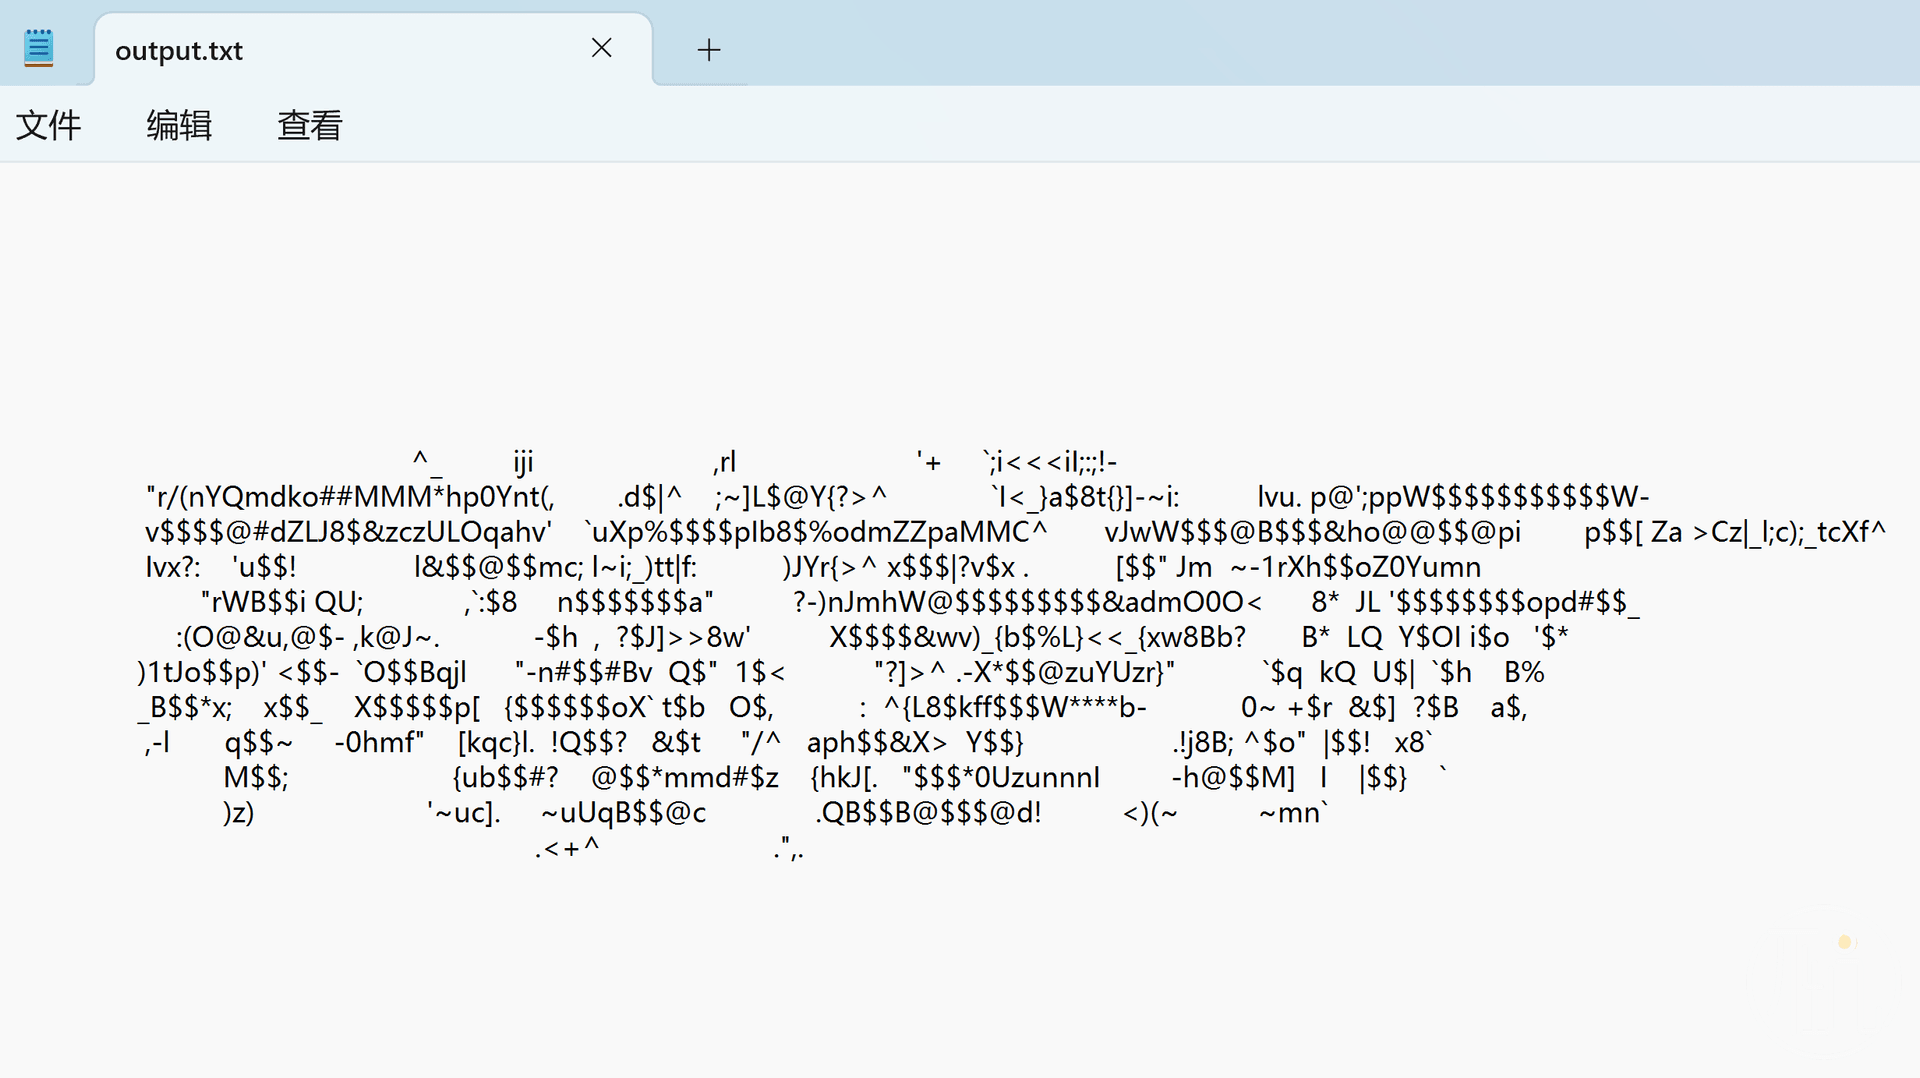 output.txt
文件 编辑 查看
^_ iji ,rl '+ `;i<<<il;:;!-
"r/(nYQmdko##MMM*hp0Ynt(, .d$|^ ;~]L$@Y{?>^ `I<_}a$8t{}]-~i: lvu. p@';ppW$$$$$$$$$$$W-
v$$$$@#dZLJ8$&zczULOqahv' `uXp%$$$$pIb8$%odmZZpaMMC^ vJwW$$$@B$$$&ho@@$$@pi p$$[ Za >Cz|_l;c);_tcXf^
lvx?: 'u$$! l&$$@$$mc; l~i;_)tt|f: )JYr{>^ x$$$|?v$x . [$$" Jm ~-1rXh$$oZ0Yumn
"rWB$$i QU; ,`:$8 n$$$$$$$a" ?-)nJmhW@$$$$$$$$$&admO0O< 8* JL '$$$$$$$$opd#$$_
:(O@&u,@$- ,k@J~. -$h , ?$J]>>8w' X$$$$&wv)_{b$%L}<<_{xw8Bb? B* LQ Y$OI i$o '$*
)1tJo$$p)' <$$- `O$$Bqjl "-n#$$#Bv Q$" 1$< "?]>^ .-X*$$@zuYUzr}" `$q kQ U$| `$h B%
_B$$*x; x$$_ X$$$$$p[ {$$$$$$oX` t$b O$, : ^{L8$kff$$$W****b- 0~ +$r &$] ?$B a$,
,-l q$$~ -0hmf" [kqc}l. !Q$$? &$t "/^ aph$$&X> Y$$} .!j8B; ^$o" |$$! x8`
M$$; {ub$$#? @$$*mmd#$z {hkJ[. "$$$*0UzunnnI -h@$$M] I |$$} `
)z) '~uc]. ~uUqB$$@c .QB$$B@$$$@d! <)(~ ~mn`
.<+^ .",.